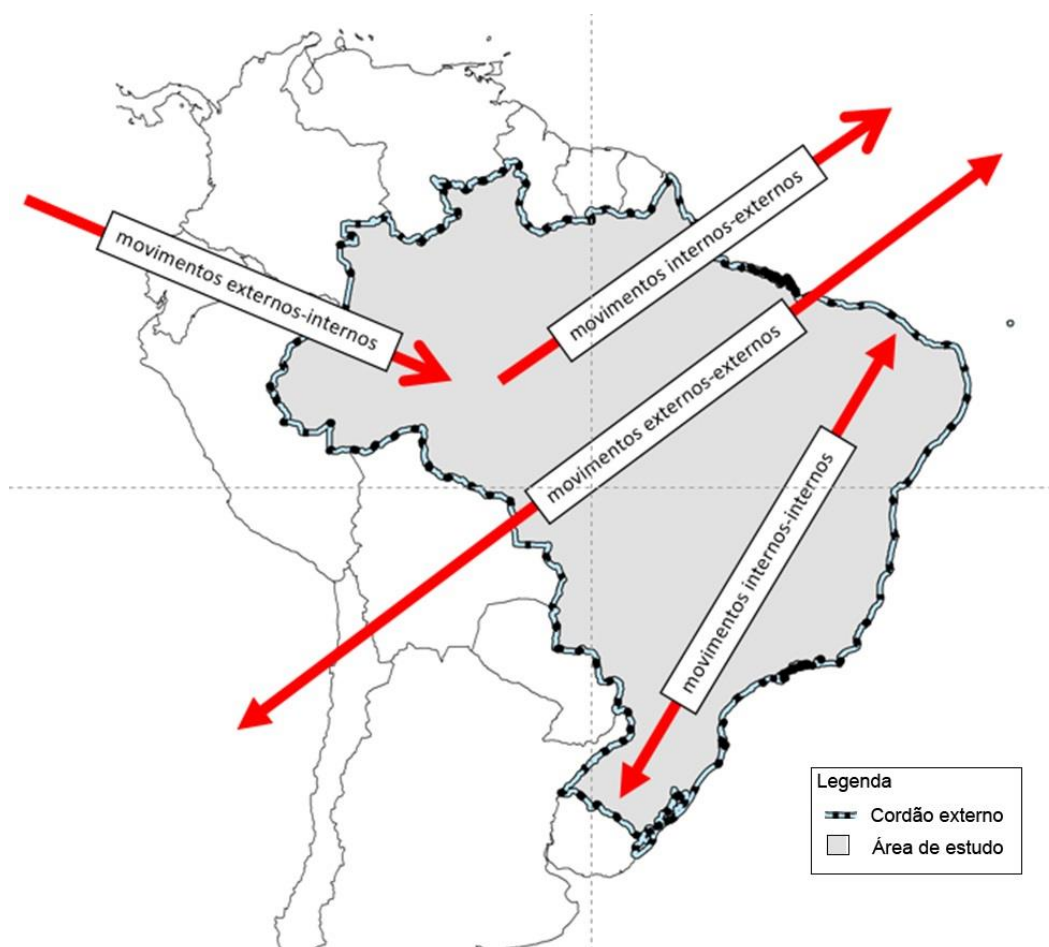 movimentos externos-internos
movimentos internos-externos
movimentos externos-externos
movimentos internos-internos
Legenda
Cordão externo
Área de estudo